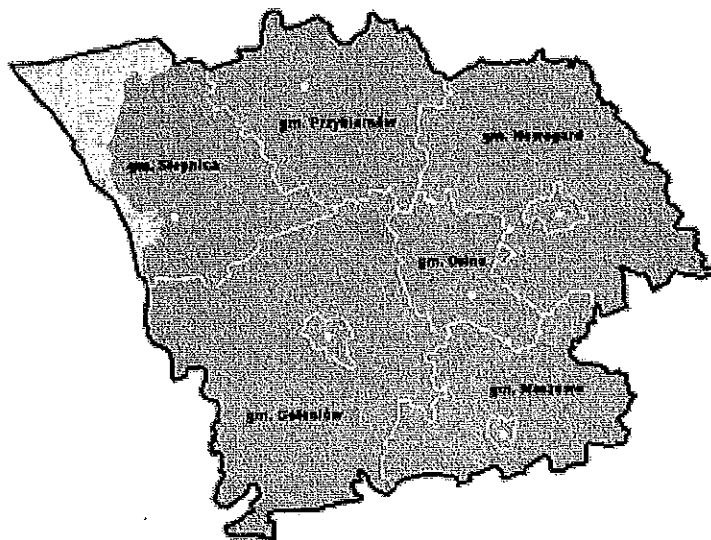 gm. Przybiernów
gm. Nowogard
gm. Stepnica
gm. Osina
gm. Maszewo
gm. Goleniów